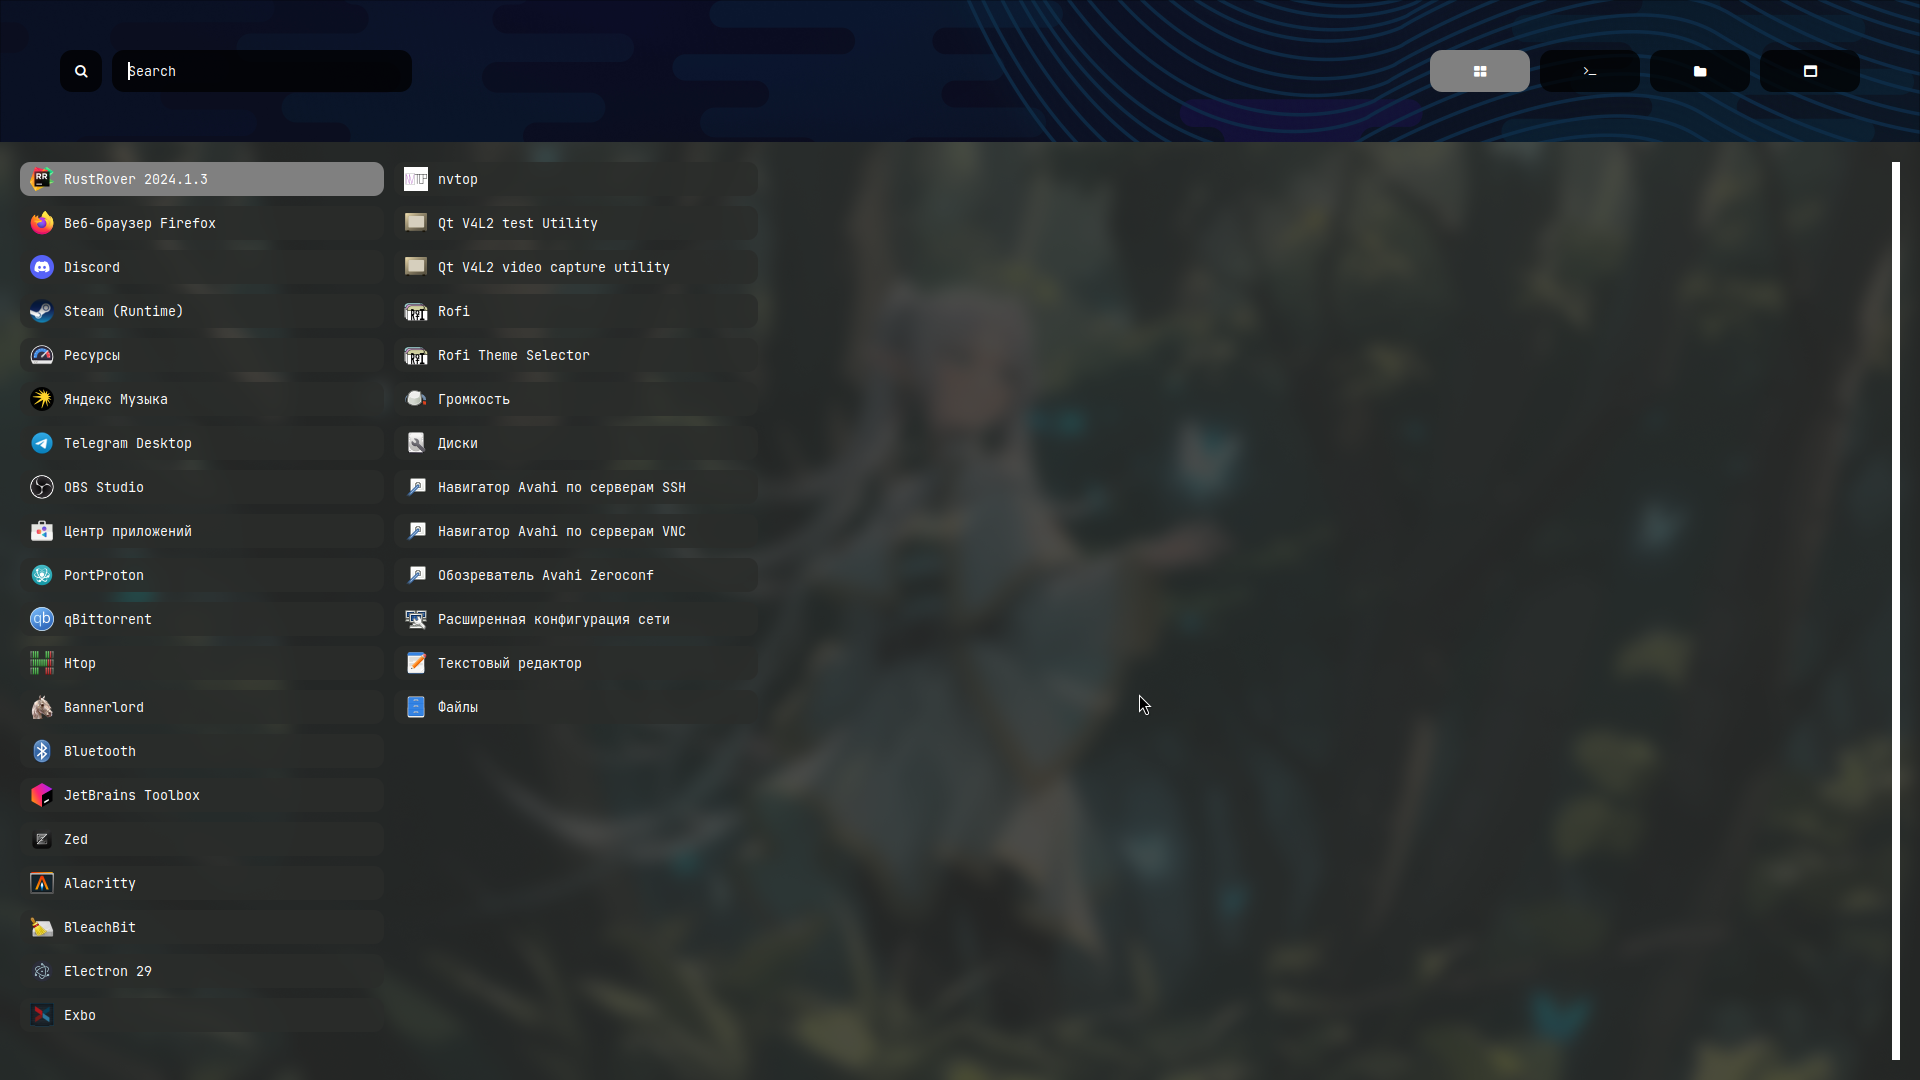 Search
RustRover 2024.1.3
Веб-браузер Firefox
Discord
Steam (Runtime)
Ресурсы
Яндекс Музыка
Telegram Desktop
OBS Studio
Центр приложений
PortProton
qBittorrent
Htop
Bannerlord
Bluetooth
JetBrains Toolbox
Zed
Alacritty
BleachBit
Electron 29
Exbo
nvtop
Qt V4L2 test Utility
Qt V4L2 video capture utility
Rofi
Rofi Theme Selector
Громкость
Диски
Навигатор Avahi по серверам SSH
Навигатор Avahi по серверам VNC
Обозреватель Avahi Zeroconf
Расширенная конфигурация сети
Текстовый редактор
Файлы